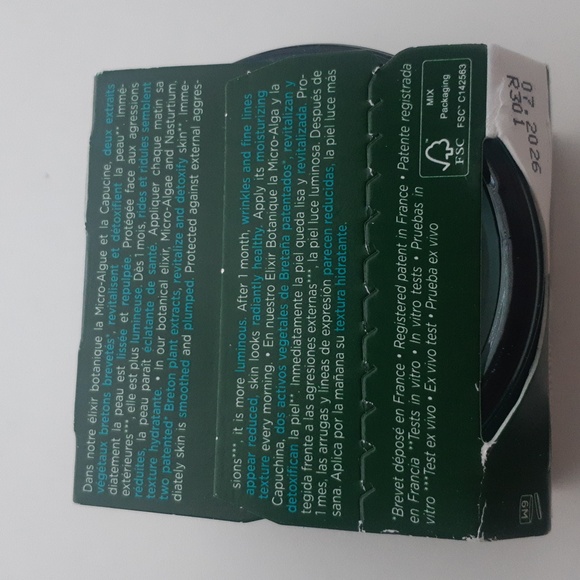 Dans notre élixir botanique la Micro-Algue et la Capucine, deux extraits
végétaux bretons brevetés*, revitalisent et détoxifient la peau**. Immé-
diatement la peau est lissée et repulpée. Protégée face aux agressions
extérieures***, elle est plus lumineuse. Dès 1 mois, rides et ridules semblent
réduites, la peau paraît éclatante de santé. Appliquer chaque matin sa
texture hydratante. • In our botanical elixir, Micro-Algae and Nasturtium,
two patented* Breton plant extracts, revitalize and detoxify skin**. Imme-
diately skin is smoothed and plumped. Protected against external aggres-
sions***, it is more luminous. After 1 month, wrinkles and fine lines
appear reduced, skin looks radiantly healthy. Apply its moisturizing
texture every morning. • En nuestro Elixir Botanique la Micro-Alga y la
Capuchina, dos activos vegetales de Bretaña patentados*, revitalizan y
detoxifican la piel**. Inmediatamente la piel queda lisa y revitalizada. Pro-
tegida frente a las agresiones externas***, la piel luce luminosa. Después de
1 mes, las arrugas y líneas de expresión parecen reducidas, la piel luce más
sana. Aplica por la mañana su textura hidratante.
*Brevet déposé en France • Registered patent in France • Patente registrada
en Francia **Tests in vitro • In vitro tests • Pruebas in
vitro ***Test ex vivo • Ex vivo test • Prueba ex vivo
MIX
Packaging
FSC® C142563
FSC
07.2026
R301
6M